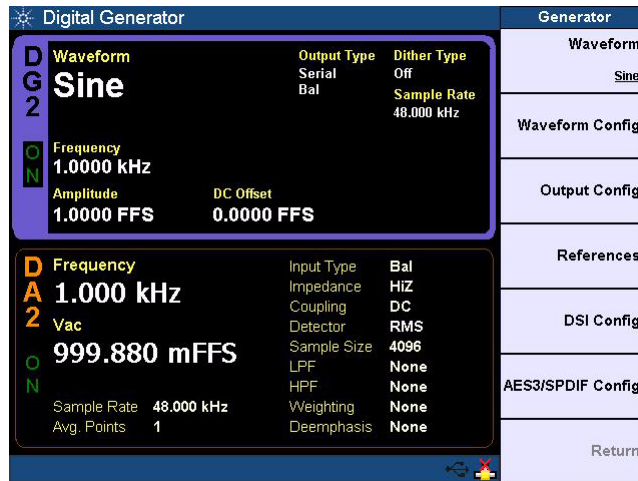 Digital Generator
Generator
DG2
ON
Waveform
Sine
Output Type
Serial
Bal
Dither Type
Off
Sample Rate
48.000 kHz
Frequency
1.0000 kHz
Amplitude
1.0000 FFS
DC Offset
0.0000 FFS
DA2
ON
Frequency
1.000 kHz
Vac
999.880 mFFS
Sample Rate 48.000 kHz
Avg. Points 1
Input Type Bal
Impedance HiZ
Coupling DC
Detector RMS
Sample Size 4096
LPF None
HPF None
Weighting None
Deemphasis None
Waveform
Sine
Waveform Config
Output Config
References
DSI Config
AES3/SPDIF Config
Return